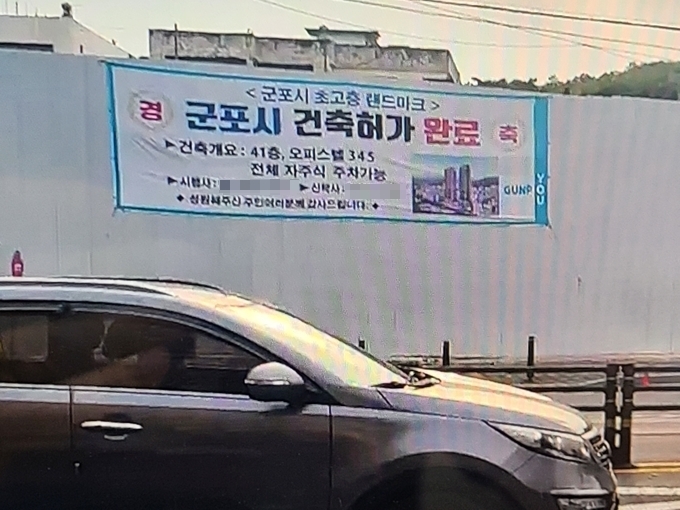 < 군포시 초고층 랜드마크 >
경 군포시 건축허가 완료 축
▶건축개요 : 41층, 오피스텔 345
전체 자주식 주차가능
▶시행사 : ▶신탁사 :
◆ 성원해주신 주민여러분께 감사드립니다. ◆
GUNP
YOU